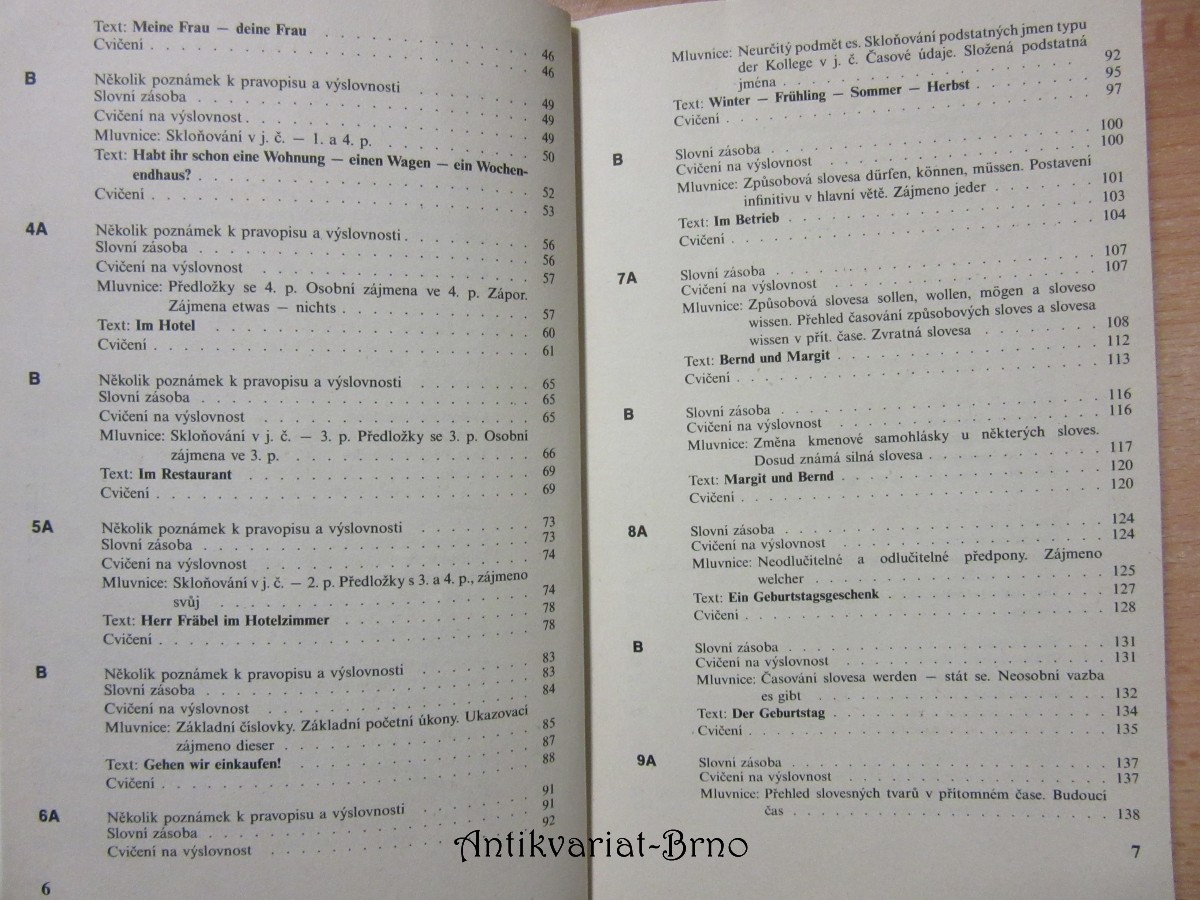 Text: Meine Frau — deine Frau . . . . . . . . . . . . . 46
Cvičení . . . . . . . . . . . . . . . . . . . . . . . . 46
B Několik poznámek k pravopisu a výslovnosti . . . . . . 49
Slovní zásoba . . . . . . . . . . . . . . . . . . . . . 49
Cvičení na výslovnost . . . . . . . . . . . . . . . . . 49
Mluvnice: Skloňování v j. č. — 1. a 4. p. . . . . . . . 50
Text: Habt ihr schon eine Wohnung — einen Wagen — ein Wochen-
endhaus? . . . . . . . . . . . . . . . . . . . . . . . 52
Cvičení . . . . . . . . . . . . . . . . . . . . . . . . 53
4A Několik poznámek k pravopisu a výslovnosti . . . . . . 56
Slovní zásoba . . . . . . . . . . . . . . . . . . . . . 56
Cvičení na výslovnost . . . . . . . . . . . . . . . . . 57
Mluvnice: Předložky se 4. p. Osobní zájmena ve 4. p. Zápor.
Zájmena etwas — nichts . . . . . . . . . . . . . . . . 57
Text: Im Hotel . . . . . . . . . . . . . . . . . . . . 60
Cvičení . . . . . . . . . . . . . . . . . . . . . . . . 61
B Několik poznámek k pravopisu a výslovnosti . . . . . . 65
Slovní zásoba . . . . . . . . . . . . . . . . . . . . . 65
Cvičení na výslovnost . . . . . . . . . . . . . . . . . 65
Mluvnice: Skloňování v j. č. — 3. p. Předložky se 3. p. Osobní
zájmena ve 3. p. . . . . . . . . . . . . . . . . . . . 66
Text: Im Restaurant . . . . . . . . . . . . . . . . . . 69
Cvičení . . . . . . . . . . . . . . . . . . . . . . . . 69
5A Několik poznámek k pravopisu a výslovnosti . . . . . . 73
Slovní zásoba . . . . . . . . . . . . . . . . . . . . . 73
Cvičení na výslovnost . . . . . . . . . . . . . . . . . 74
Mluvnice: Skloňování v j. č. — 2. p. Předložky s 3. a 4. p., zájmeno
svůj . . . . . . . . . . . . . . . . . . . . . . . . . 74
Text: Herr Fräbel im Hotelzimmer . . . . . . . . . . . 78
Cvičení . . . . . . . . . . . . . . . . . . . . . . . . 78
B Několik poznámek k pravopisu a výslovnosti . . . . . . 83
Slovní zásoba . . . . . . . . . . . . . . . . . . . . . 83
Cvičení na výslovnost . . . . . . . . . . . . . . . . . 84
Mluvnice: Základní číslovky. Základní početní úkony. Ukazovací
zájmeno dieser . . . . . . . . . . . . . . . . . . . . 85
Text: Gehen wir einkaufen! . . . . . . . . . . . . . . 87
Cvičení . . . . . . . . . . . . . . . . . . . . . . . . 88
6A Několik poznámek k pravopisu a výslovnosti . . . . . . 91
Slovní zásoba . . . . . . . . . . . . . . . . . . . . . 91
Cvičení na výslovnost . . . . . . . . . . . . . . . . . 92
6
Mluvnice: Neurčitý podmět es. Skloňování podstatných jmen typu
der Kollege v j. č. Časové údaje. Složená podstatná
jména . . . . . . . . . . . . . . . . . . . . . . . . . 92
Text: Winter — Frühling — Sommer — Herbst . . . . . . . 95
Cvičení . . . . . . . . . . . . . . . . . . . . . . . . 97
B Slovní zásoba . . . . . . . . . . . . . . . . . . . . 100
Cvičení na výslovnost . . . . . . . . . . . . . . . . . 100
Mluvnice: Způsobová slovesa dürfen, können, müssen. Postavení
infinitivu v hlavní větě. Zájmeno jeder . . . . . . . . 101
Text: Im Betrieb . . . . . . . . . . . . . . . . . . . 103
Cvičení . . . . . . . . . . . . . . . . . . . . . . . . 104
7A Slovní zásoba . . . . . . . . . . . . . . . . . . . . 107
Cvičení na výslovnost . . . . . . . . . . . . . . . . . 107
Mluvnice: Způsobová slovesa sollen, wollen, mögen a sloveso
wissen. Přehled časování způsobových sloves a slovesa
wissen v přít. čase. Zvratná slovesa . . . . . . . . . 108
Text: Bernd und Margit . . . . . . . . . . . . . . . . 112
Cvičení . . . . . . . . . . . . . . . . . . . . . . . . 113
B Slovní zásoba . . . . . . . . . . . . . . . . . . . . 116
Cvičení na výslovnost . . . . . . . . . . . . . . . . . 116
Mluvnice: Změna kmenové samohlásky u některých sloves.
Dosud známá silná slovesa . . . . . . . . . . . . . . . 117
Text: Margit und Bernd . . . . . . . . . . . . . . . . 120
Cvičení . . . . . . . . . . . . . . . . . . . . . . . . 120
8A Slovní zásoba . . . . . . . . . . . . . . . . . . . . 124
Cvičení na výslovnost . . . . . . . . . . . . . . . . . 124
Mluvnice: Neodlučitelné a odlučitelné předpony. Zájmeno
welcher . . . . . . . . . . . . . . . . . . . . . . . . 125
Text: Ein Geburtstagsgeschenk . . . . . . . . . . . . . 127
Cvičení . . . . . . . . . . . . . . . . . . . . . . . . 128
B Slovní zásoba . . . . . . . . . . . . . . . . . . . . 131
Cvičení na výslovnost . . . . . . . . . . . . . . . . . 131
Mluvnice: Časování slovesa werden — stát se. Neosobní vazba
es gibt . . . . . . . . . . . . . . . . . . . . . . . . 132
Text: Der Geburtstag . . . . . . . . . . . . . . . . . 134
Cvičení . . . . . . . . . . . . . . . . . . . . . . . . 135
9A Slovní zásoba . . . . . . . . . . . . . . . . . . . . 137
Cvičení na výslovnost . . . . . . . . . . . . . . . . . 137
Mluvnice: Přehled slovesných tvarů v přítomném čase. Budoucí
čas . . . . . . . . . . . . . . . . . . . . . . . . . . 138
7
Antikvariat-Brno